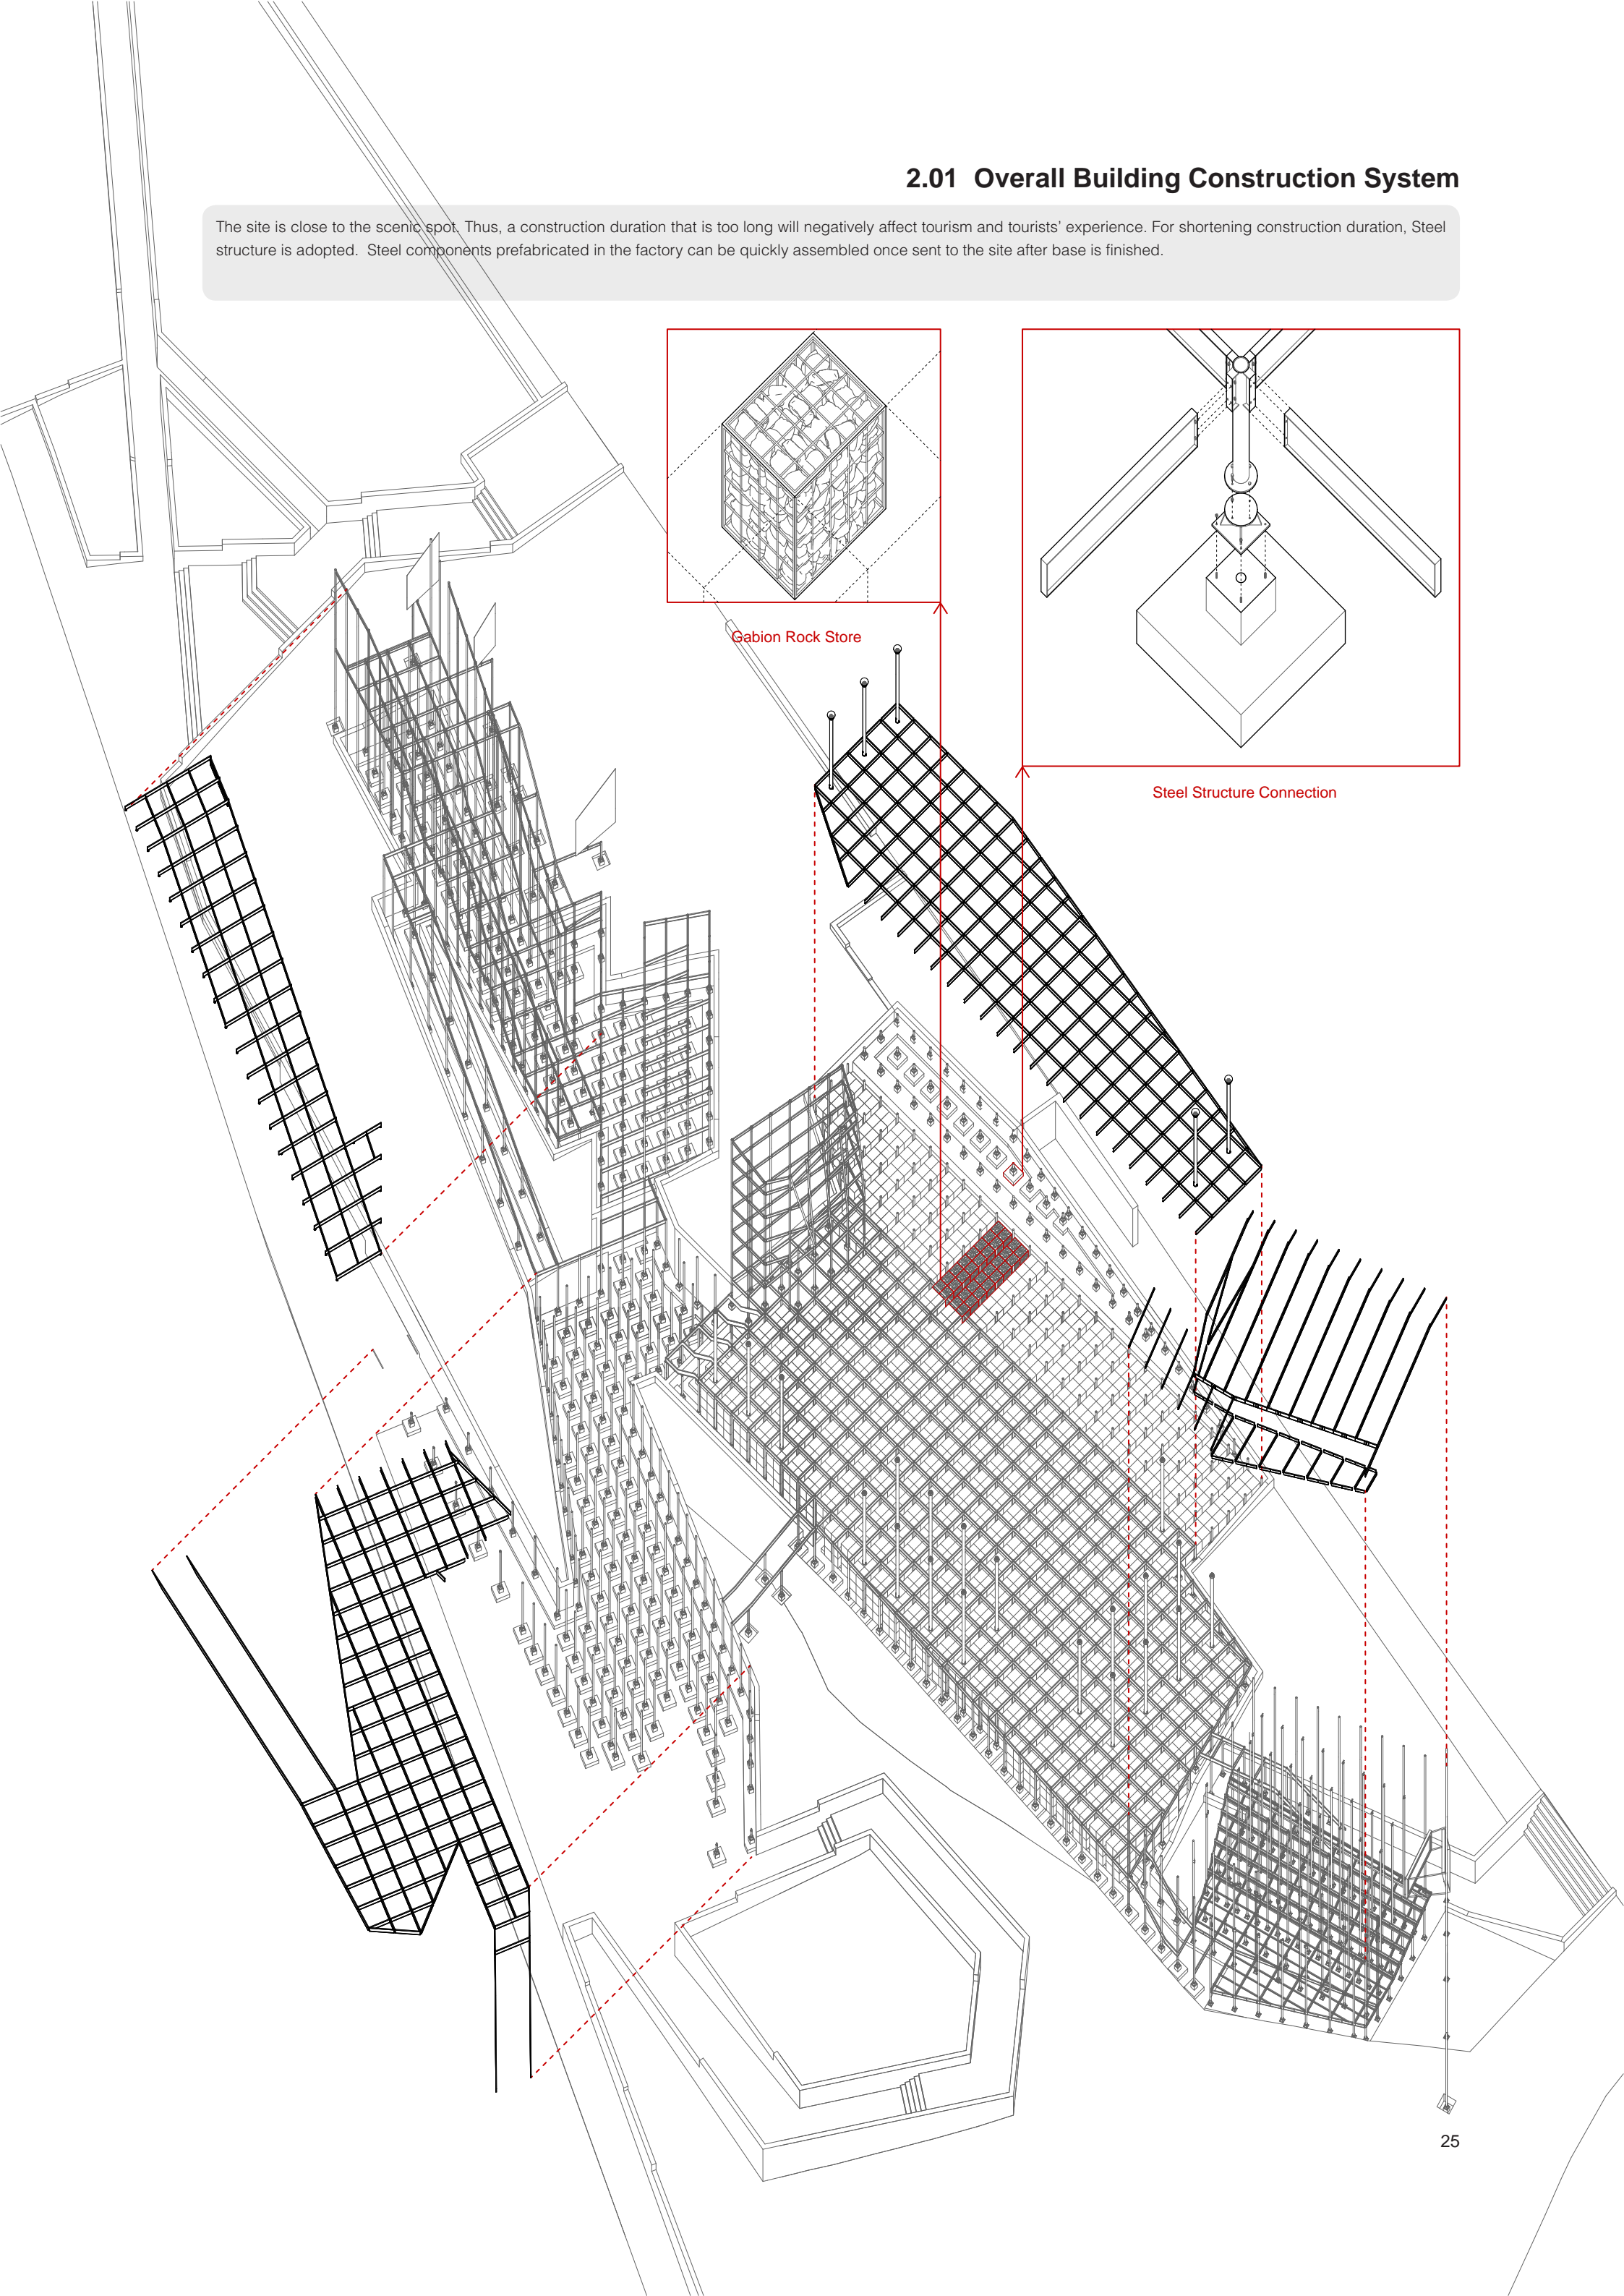 2.01 Overall Building Construction System
The site is close to the scenic spot. Thus, a construction duration that is too long will negatively affect tourism and tourists' experience. For shortening construction duration, Steel
structure is adopted. Steel components prefabricated in the factory can be quickly assembled once sent to the site after base is finished.
Gabion Rock Store
Steel Structure Connection
25